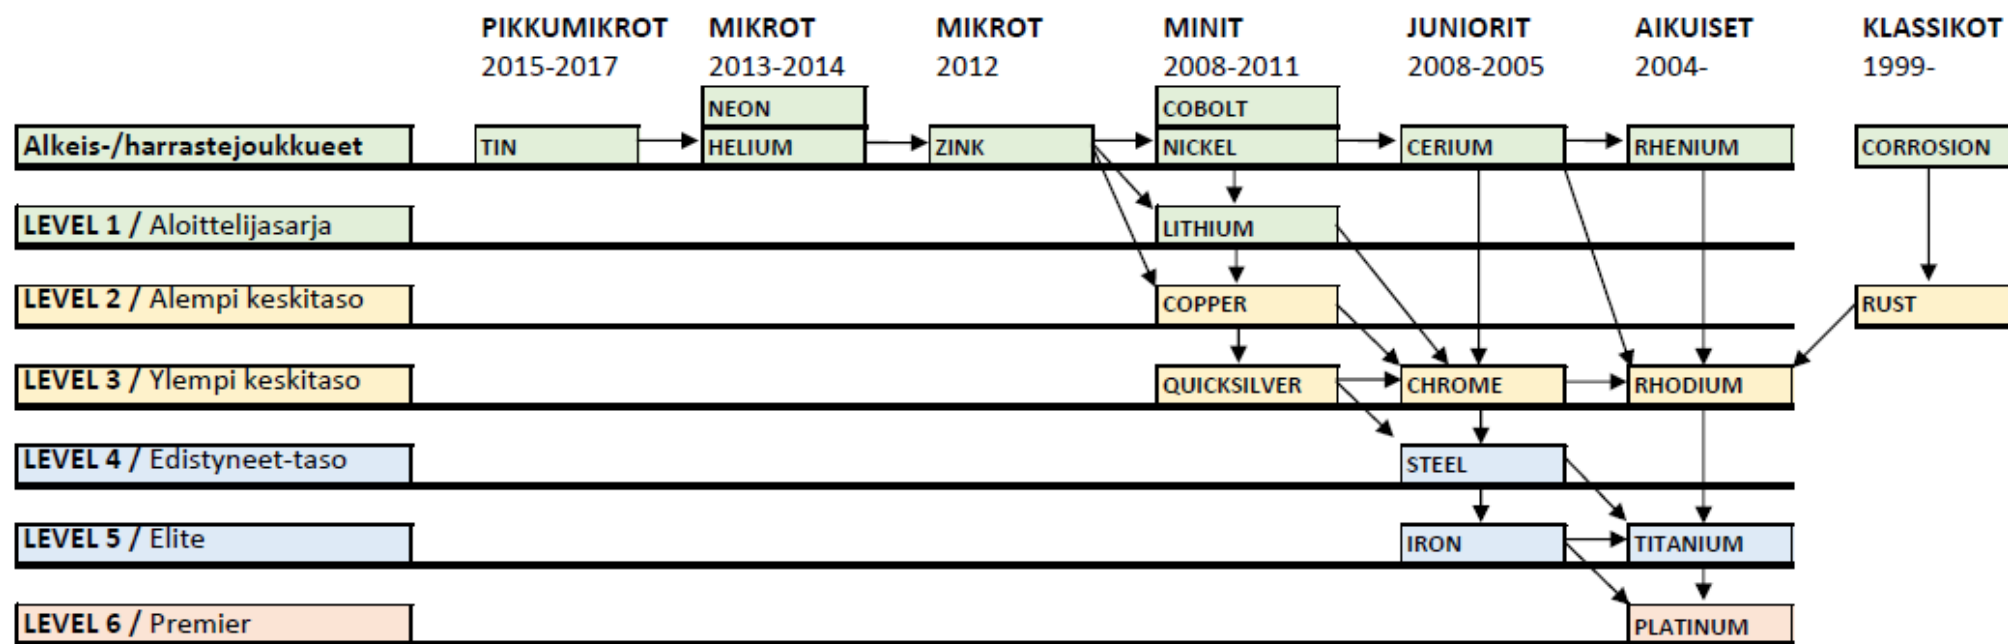 PIKKUMIKROT MIKROT MIKROT MINIT JUNIORIT AIKUISET KLASSIKOT
2015-2017 2013-2014 2012 2008-2011 2008-2005 2004- 1999-
NEON COBOLT
Alkeis-/harrastejoukkueet TIN HELIUM ZINK NICKEL CERIUM RHENIUM CORROSION
LEVEL 1 / Aloittelijasarja LITHIUM
LEVEL 2 / Alempi keskitaso COPPER RUST
LEVEL 3 / Ylempi keskitaso QUICKSILVER CHROME RHODIUM
LEVEL 4 / Edistyneet-taso STEEL
LEVEL 5 / Elite IRON TITANIUM
LEVEL 6 / Premier PLATINUM